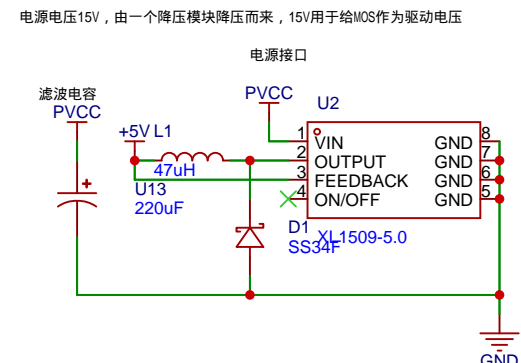 电源电压15V，由一个降压模块降压而来，15V用于给MOS作为驱动电压
电源接口
滤波电容
PVCC
PVCC
U2
+5V L1
47uH
U13
220uF
1
VIN
2
OUTPUT
3
FEEDBACK
4
ON/OFF
GND
8
GND
7
GND
6
GND
5
D1
SS34F
XL1509-5.0
GND